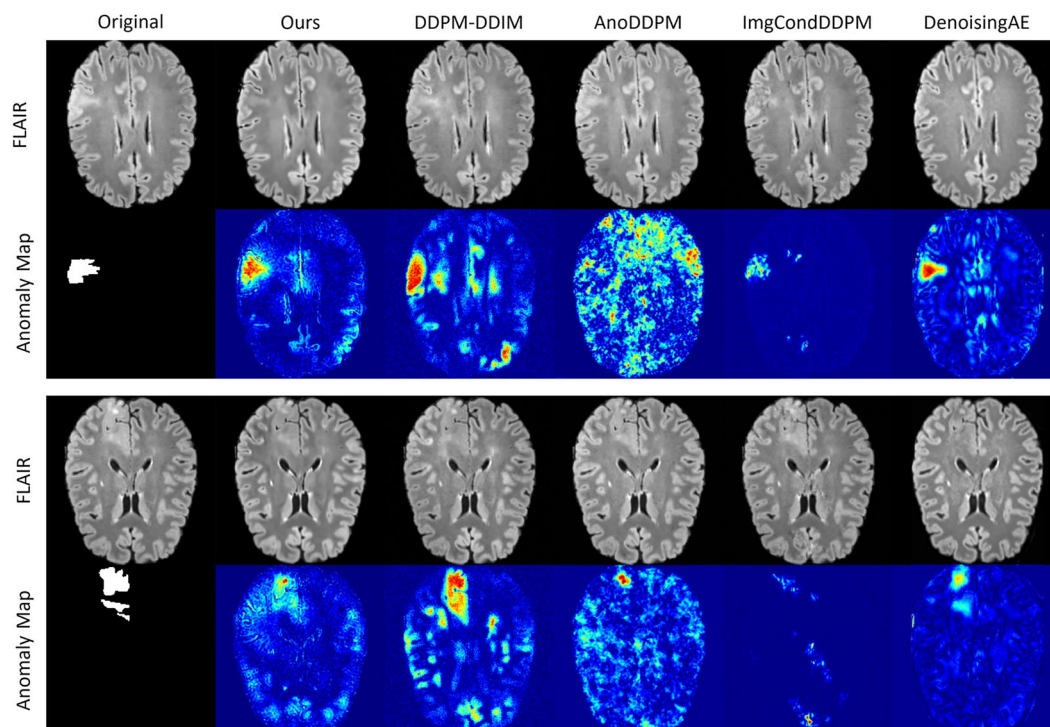 Original Ours DDPM-DDIM AnoDDPM ImgCondDDPM DenoisingAE
FLAIR
Anomaly Map
FLAIR
Anomaly Map